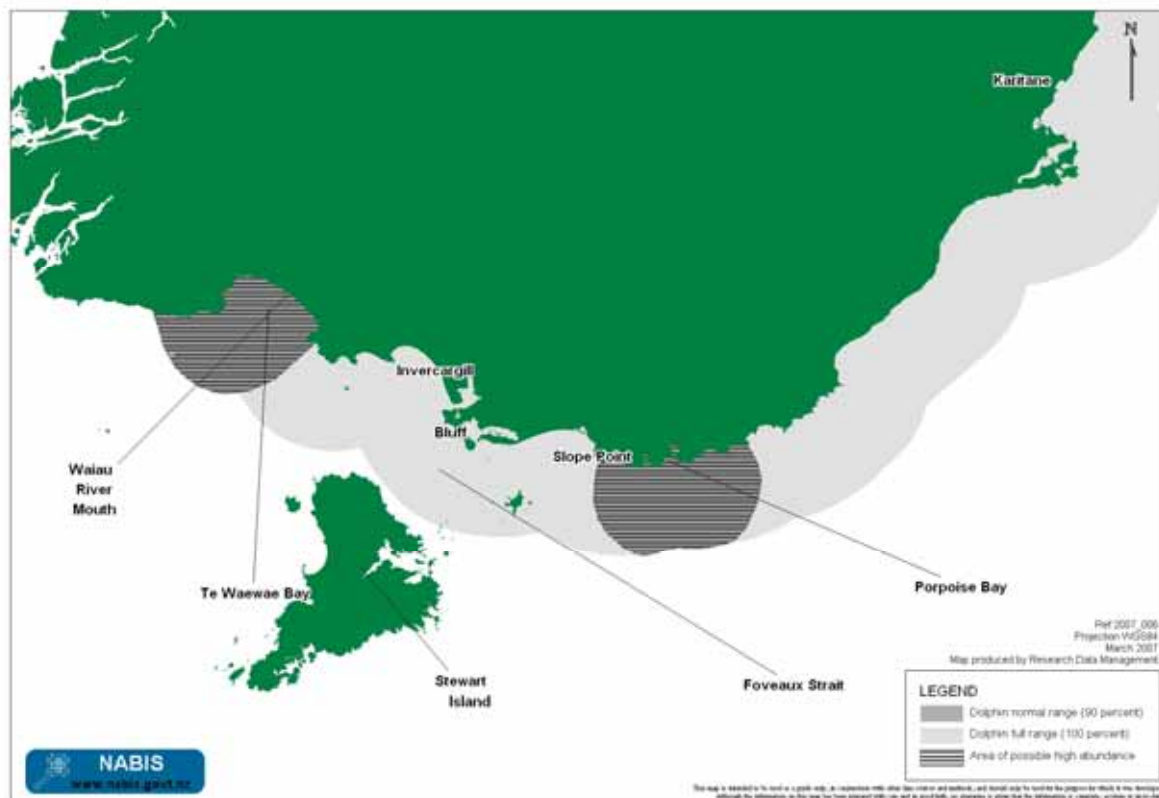 N
Karitane
Invercargill
Bluff
Slope Point
Waiau
River
Mouth
Te Waewae Bay
Porpoise Bay
Stewart
Island
Foveaux Strait
Ref 2007_006
Projection WGS84
March 2007
Map produced by Research Data Management
LEGEND
Dolphin normal range (90 percent)
Dolphin full range (100 percent)
Area of possible high abundance
NABIS
www.nabis.govt.nz